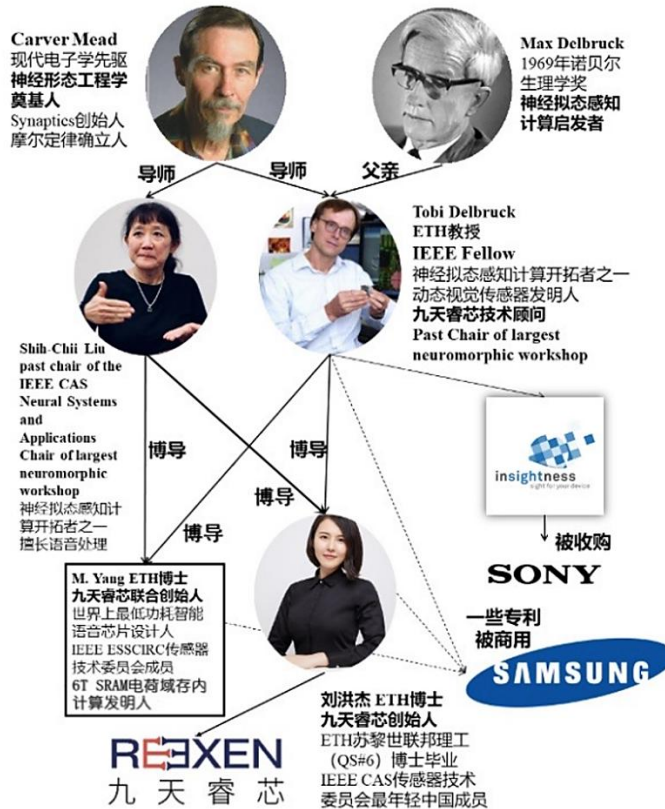 Carver Mead
现代电子学先驱
神经形态工程学
奠基人
Synaptics创始人
摩尔定律确立人
Max Delbruck
1969年诺贝尔
生理学奖
神经拟态感知
计算启发者
导师
导师
父亲
Tobi Delbruck
ETH教授
IEEE Fellow
神经拟态感知计算开拓者之一
动态视觉传感器发明人
九天睿芯技术顾问
Past Chair of largest
neuromorphic workshop
Shih-Chii Liu
past chair of the
IEEE CAS
Neural Systems
and
Applications
Chair of largest
neuromorphic
workshop
神经拟态感知计
算开拓者之一
擅长语音处理
博导
博导
博导
博导
insightness
sight for your device
被收购
SONY
一些专利
被商用
SAMSUNG
M. Yang ETH博士
九天睿芯联合创始人
世界上最低功耗智能
语音芯片设计人
IEEE ESSCIRC传感器
技术委员会成员
6T SRAM电荷域存内
计算发明人
刘洪杰 ETH博士
九天睿芯创始人
ETH苏黎世联邦理工
（QS#6）博士毕业
IEEE CAS传感器技术
委员会最年轻中国成员
REEXEN
九天睿芯